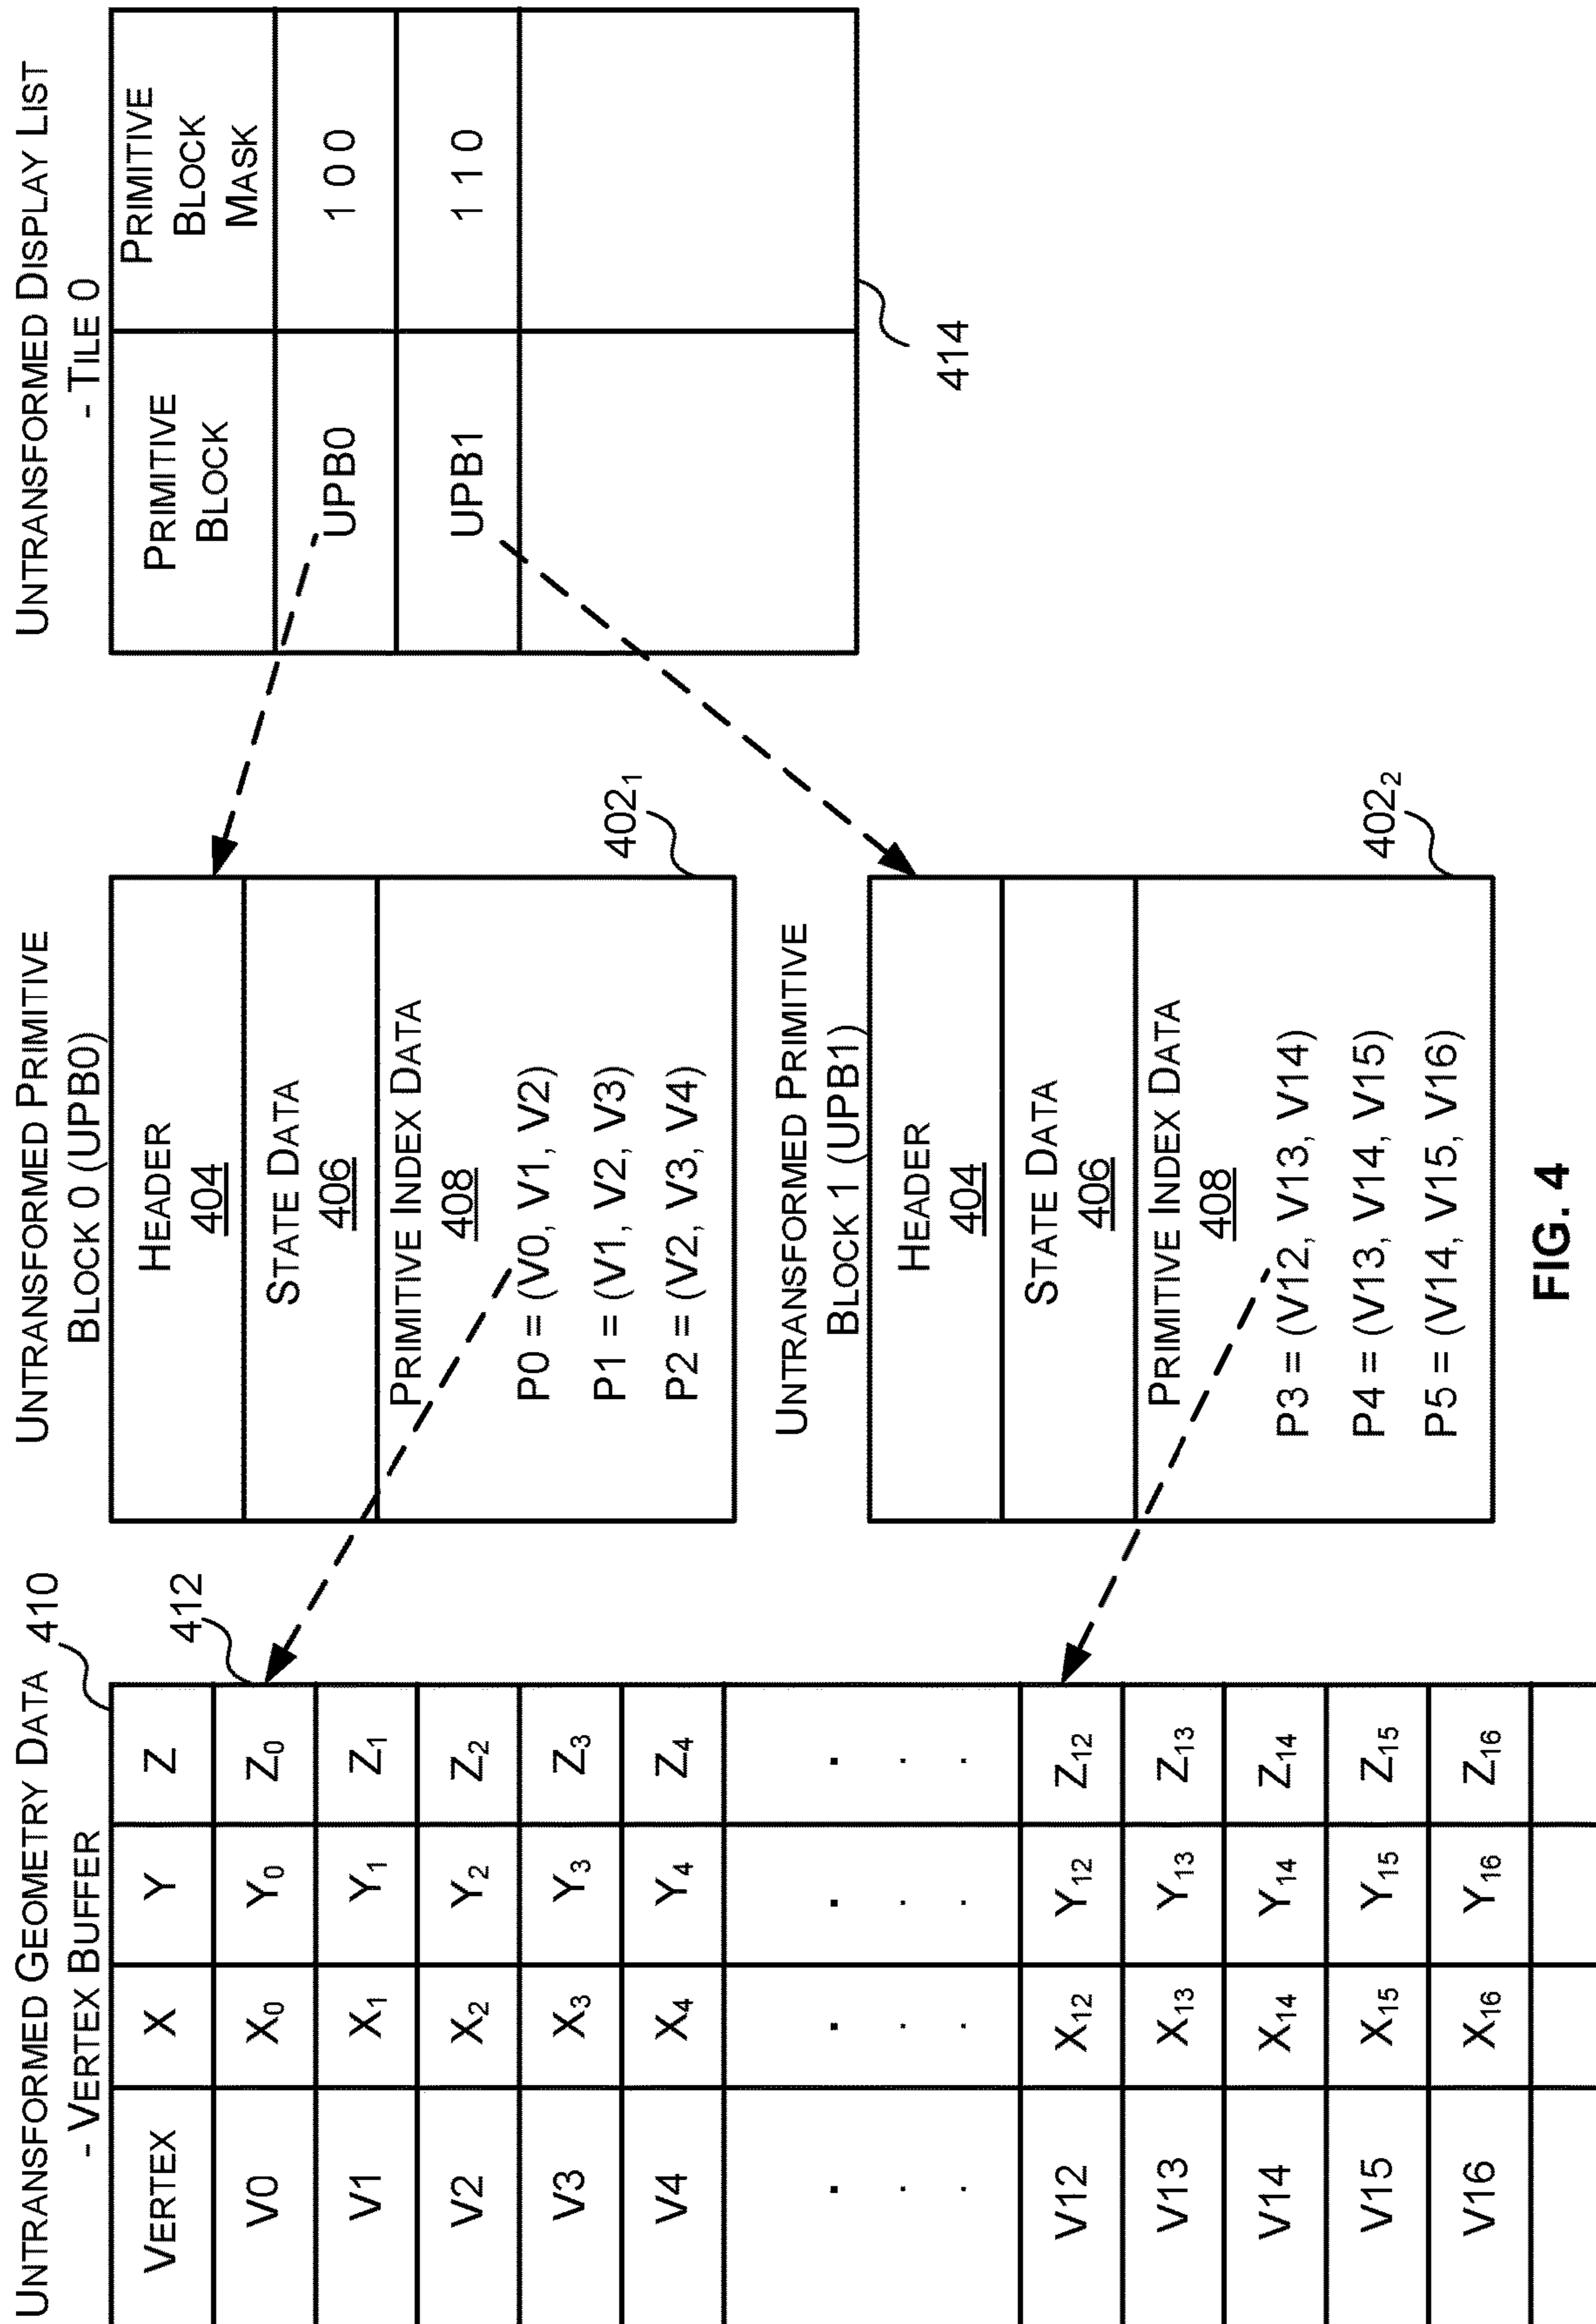 UNTRANSFORMED GEOMETRY DATA 410
- VERTEX BUFFER
412
VERTEX X Y Z
V0 X₀ Y₀ Z₀
V1 X₁ Y₁ Z₁
V2 X₂ Y₂ Z₂
V3 X₃ Y₃ Z₃
V4 X₄ Y₄ Z₄
. . . .
. . . .
. . . .
V12 X₁₂ Y₁₂ Z₁₂
V13 X₁₃ Y₁₃ Z₁₃
V14 X₁₄ Y₁₄ Z₁₄
V15 X₁₅ Y₁₅ Z₁₅
V16 X₁₆ Y₁₆ Z₁₆
UNTRANSFORMED PRIMITIVE
BLOCK 0 (UPB0)
HEADER
404
STATE DATA
406
PRIMITIVE INDEX DATA
408
P0 = (V0, V1, V2)
P1 = (V1, V2, V3)
P2 = (V2, V3, V4)
402₁
UNTRANSFORMED PRIMITIVE
BLOCK 1 (UPB1)
HEADER
404
STATE DATA
406
PRIMITIVE INDEX DATA
408
P3 = (V12, V13, V14)
P4 = (V13, V14, V15)
P5 = (V14, V15, V16)
402₂
UNTRANSFORMED DISPLAY LIST
- TILE 0
PRIMITIVE
BLOCK
PRIMITIVE
BLOCK
MASK
UPB0 1 0 0
UPB1 1 1 0
414
FIG. 4